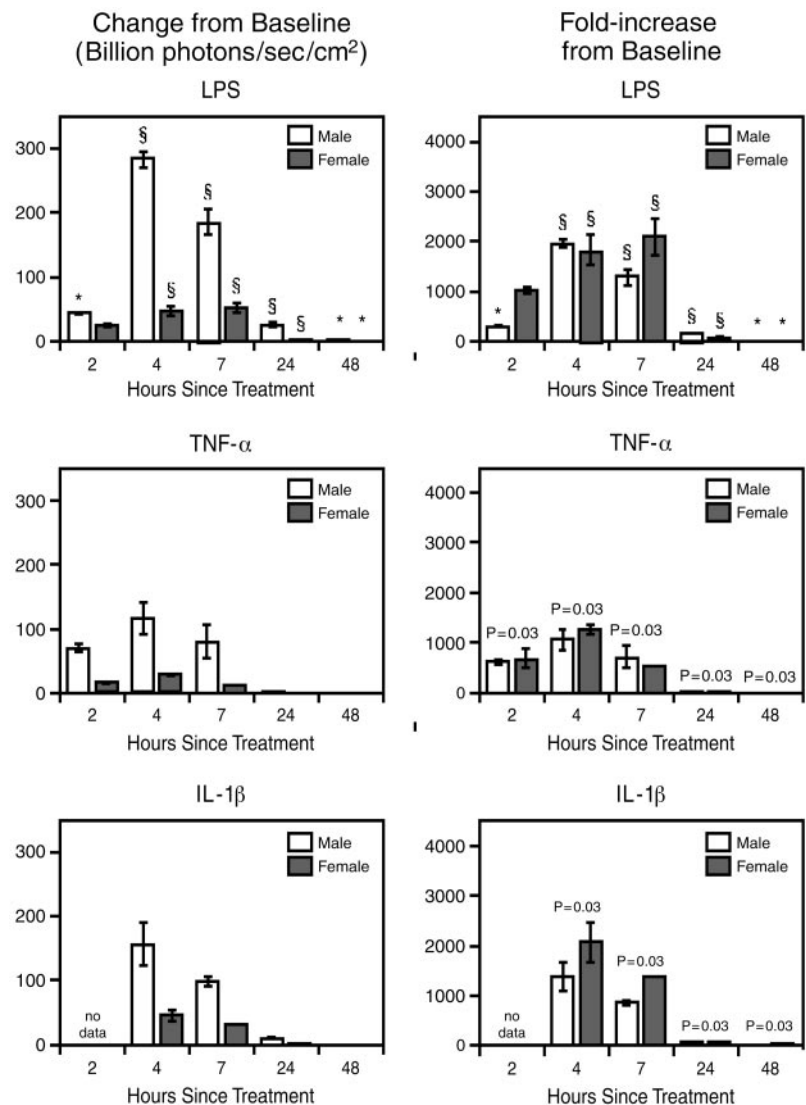 Change from Baseline
(Billion photons/sec/cm²)
LPS
Male
Female
300
200
100
0
*
§
§
§
§
§
§
* *
2 4 7 24 48
Hours Since Treatment
Fold-increase
from Baseline
LPS
Male
Female
4000
3000
2000
1000
0
*
§ §
§ §
§ §
* *
2 4 7 24 48
Hours Since Treatment
TNF-α
Male
Female
300
200
100
0
2 4 7 24 48
Hours Since Treatment
TNF-α
Male
Female
4000
3000
2000
1000
0
P=0.03
P=0.03
P=0.03
P=0.03
P=0.03
2 4 7 24 48
Hours Since Treatment
IL-1β
Male
Female
300
200
100
0
no
data
2 4 7 24 48
Hours Since Treatment
IL-1β
Male
Female
4000
3000
2000
1000
0
no
data
P=0.03
P=0.03
P=0.03
P=0.03
2 4 7 24 48
Hours Since Treatment